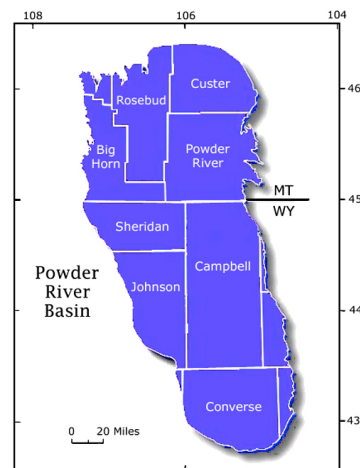 108 106 104
46
Custer
Rosebud
Big
Horn
Powder
River
MT
45
WY
Sheridan
Campbell
Powder
River
Basin
Johnson
44
Converse
43
0 20 Miles
106